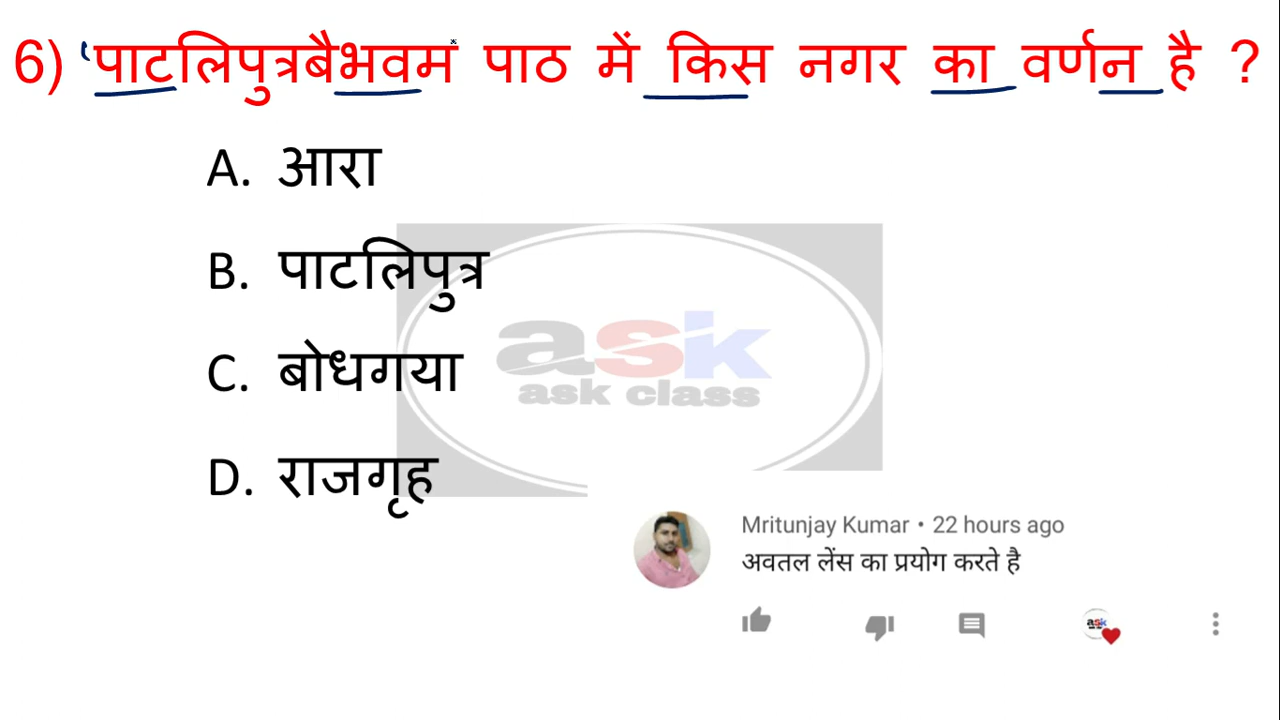 6) 'पाटलिपुत्रबैभवम पाठ में किस नगर का वर्णन है ?
A. आरा
B. पाटलिपुत्र
C. बोधगया
D. राजगृह
ask
ask class
Mritunjay Kumar • 22 hours ago
अवतल लेंस का प्रयोग करते है
ask